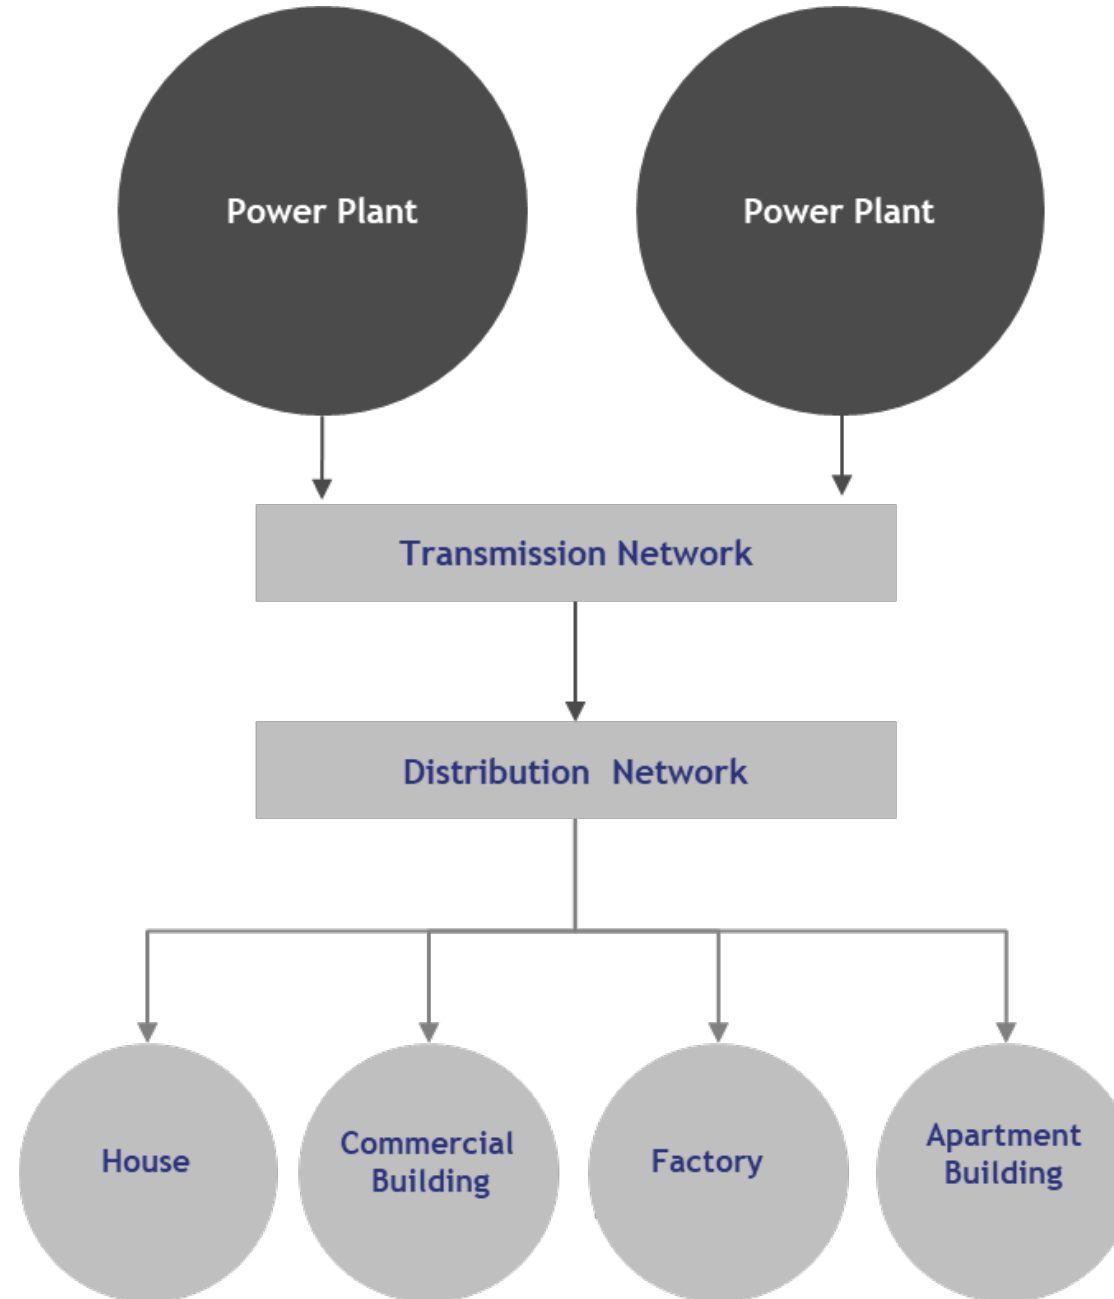 Power Plant
Power Plant
Transmission Network
Distribution  Network
House
Commercial
Building
Factory
Apartment
Building